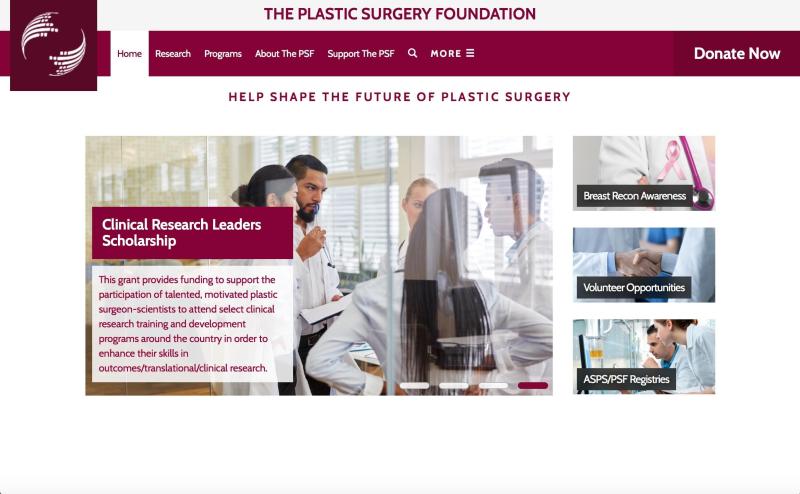 THE PLASTIC SURGERY FOUNDATION
Home Research Programs About The PSF Support The PSF MORE
Donate Now
HELP SHAPE THE FUTURE OF PLASTIC SURGERY
Clinical Research Leaders
Scholarship
This grant provides funding to support the
participation of talented, motivated plastic
surgeon-scientists to attend select clinical
research training and development
programs around the country in order to
enhance their skills in
outcomes/translational/clinical research.
Breast Recon Awareness
Volunteer Opportunities
ASPS/PSF Registries